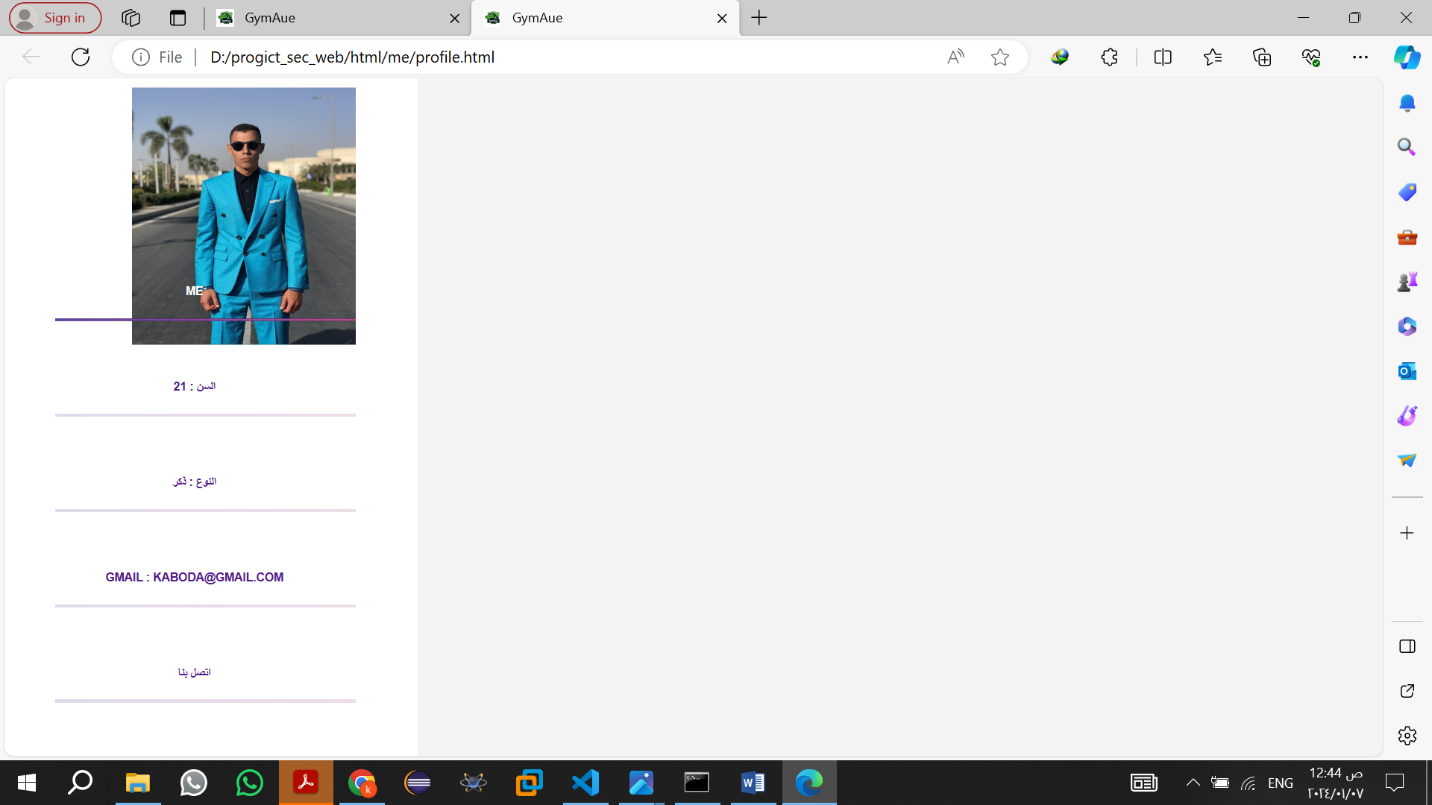 Sign in
GymAue
GymAue
File
D:/progict_sec_web/html/me/profile.html
ME:
السن : 21
النوع : ذكر
GMAIL : KABODA@GMAIL.COM
اتصل بنا
ENG
12:44 ص
٢٠٢٤/٠١/٠٧